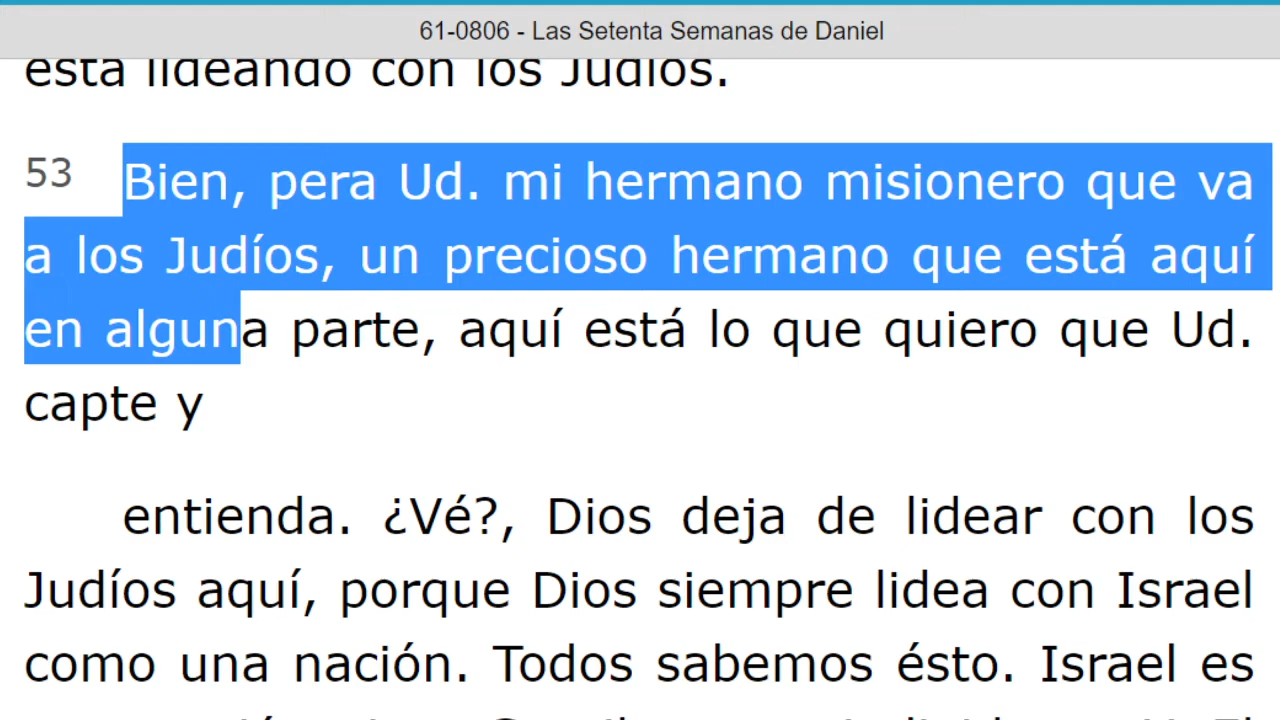 61-0806 - Las Setenta Semanas de Daniel
está lideando con los Judíos.
53 Bien, pera Ud. mi hermano misionero que va
a los Judíos, un precioso hermano que está aquí
en alguna parte, aquí está lo que quiero que Ud.
capte y
entienda. ¿Vé?, Dios deja de lidear con los
Judíos aquí, porque Dios siempre lidea con Israel
como una nación. Todos sabemos ésto. Israel es